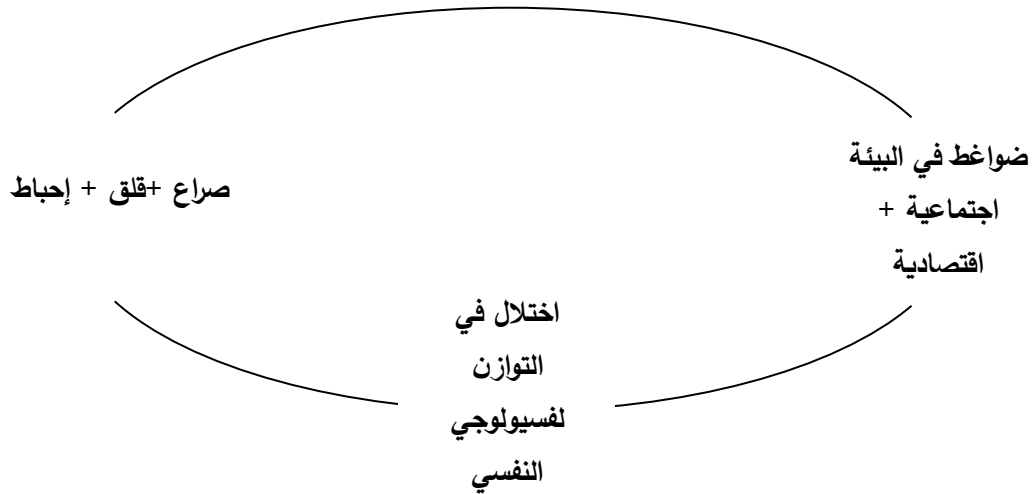 ضواغط في البيئة
اجتماعية +
اقتصادية
صراع +قلق + إحباط
اختلال في
التوازن
لفسيولوجي
النفسي